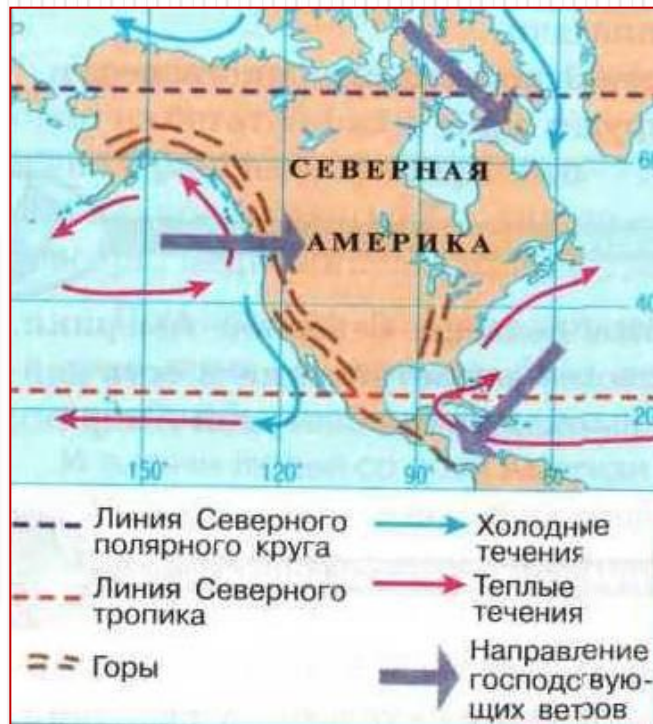 СЕВЕРНАЯ
АМЕРИКА
60
40
20
150°
120°
90°
60°
Линия Северного
полярного круга
Линия Северного
тропика
Горы
Холодные
течения
Теплые
течения
Направление
господствую-
щих ветров